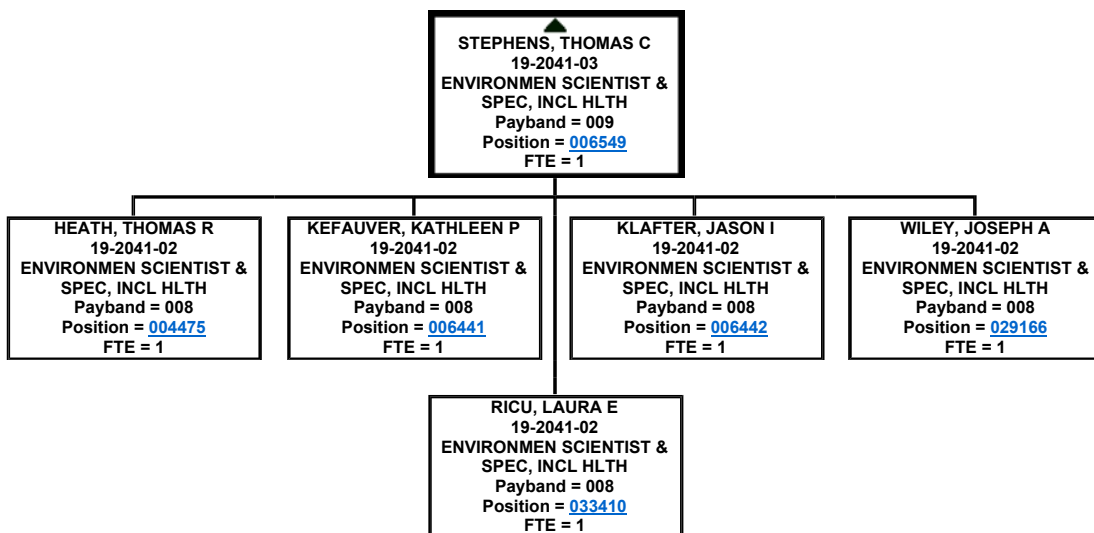 STEPHENS, THOMAS C
19-2041-03
ENVIRONMEN SCIENTIST &
SPEC, INCL HLTH
Payband = 009
Position = 006549
FTE = 1
HEATH, THOMAS R
19-2041-02
ENVIRONMEN SCIENTIST &
SPEC, INCL HLTH
Payband = 008
Position = 004475
FTE = 1
KEFAUVER, KATHLEEN P
19-2041-02
ENVIRONMEN SCIENTIST &
SPEC, INCL HLTH
Payband = 008
Position = 006441
FTE = 1
KLAFTER, JASON I
19-2041-02
ENVIRONMEN SCIENTIST &
SPEC, INCL HLTH
Payband = 008
Position = 006442
FTE = 1
WILEY, JOSEPH A
19-2041-02
ENVIRONMEN SCIENTIST &
SPEC, INCL HLTH
Payband = 008
Position = 029166
FTE = 1
RICU, LAURA E
19-2041-02
ENVIRONMEN SCIENTIST &
SPEC, INCL HLTH
Payband = 008
Position = 033410
FTE = 1